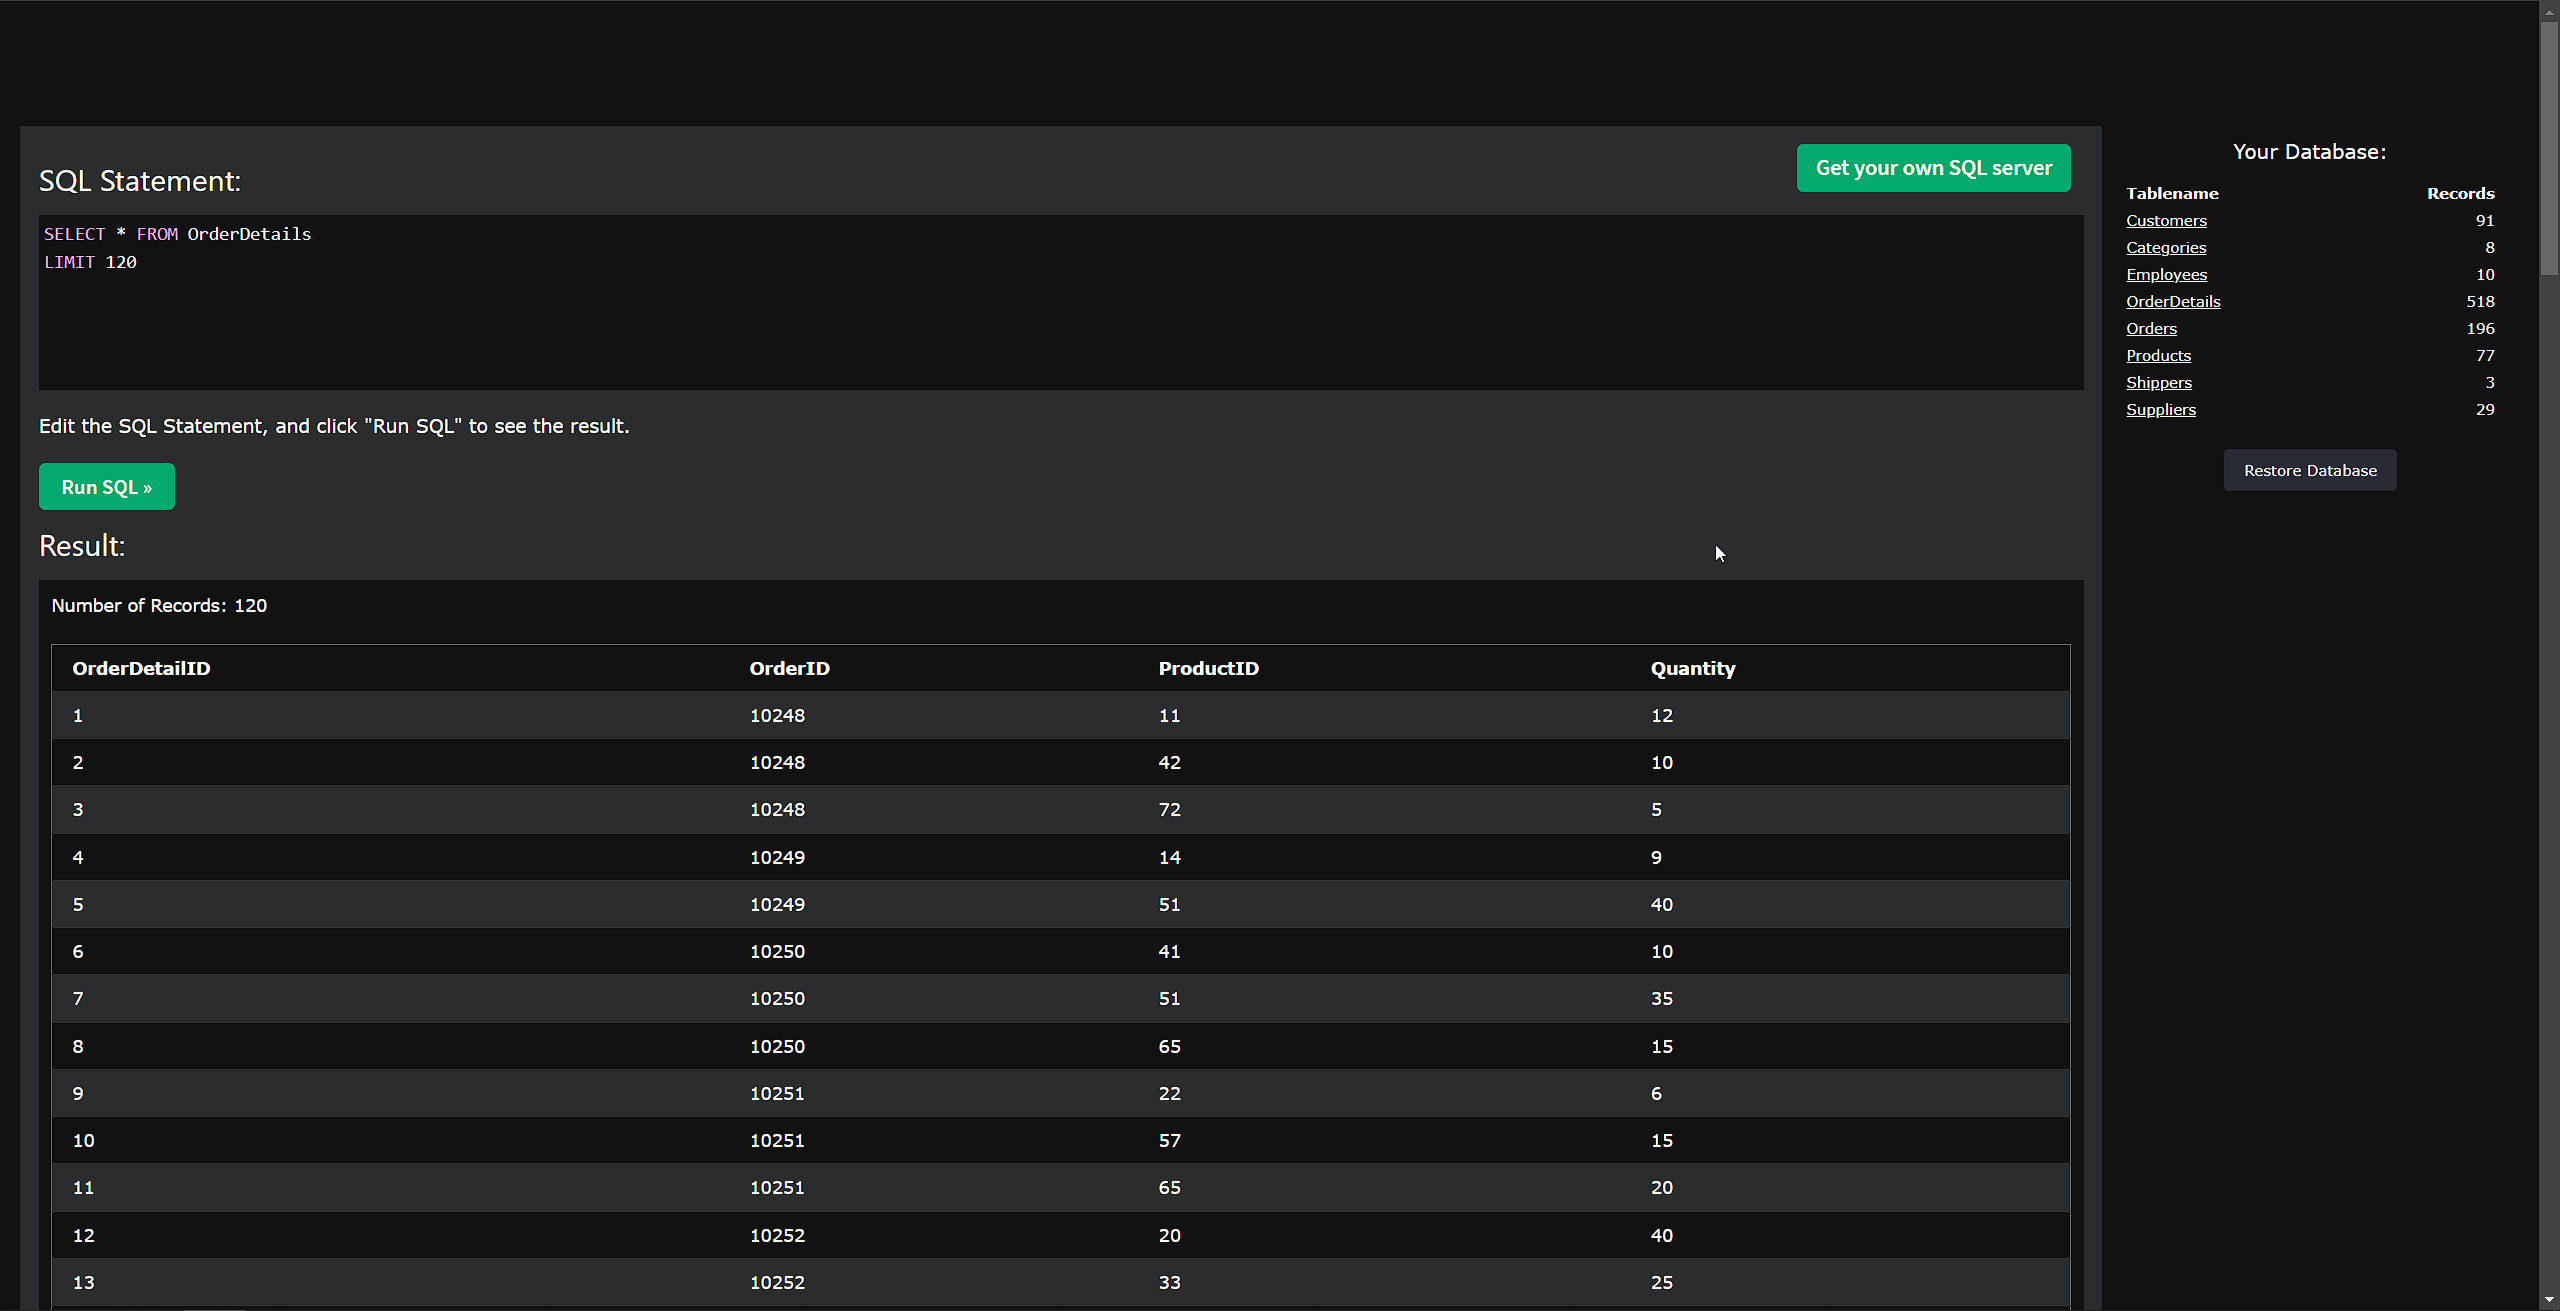 Get your own SQL server
SQL Statement:
SELECT * FROM OrderDetails
LIMIT 120
Edit the SQL Statement, and click "Run SQL" to see the result.
Run SQL »
Result:
Number of Records: 120
OrderDetailID OrderID ProductID Quantity
1 10248 11 12
2 10248 42 10
3 10248 72 5
4 10249 14 9
5 10249 51 40
6 10250 41 10
7 10250 51 35
8 10250 65 15
9 10251 22 6
10 10251 57 15
11 10251 65 20
12 10252 20 40
13 10252 33 25
Your Database:
Tablename Records
Customers 91
Categories 8
Employees 10
OrderDetails 518
Orders 196
Products 77
Shippers 3
Suppliers 29
Restore Database